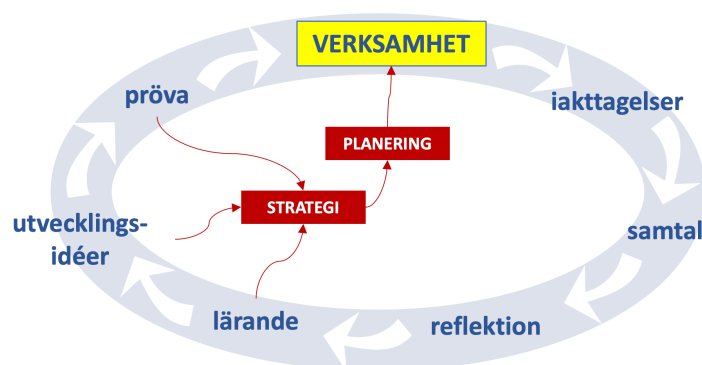 VERKSAMHET
pröva
iakttagelser
PLANERING
STRATEGI
utvecklings-
idéer
samtal
lärande
reflektion